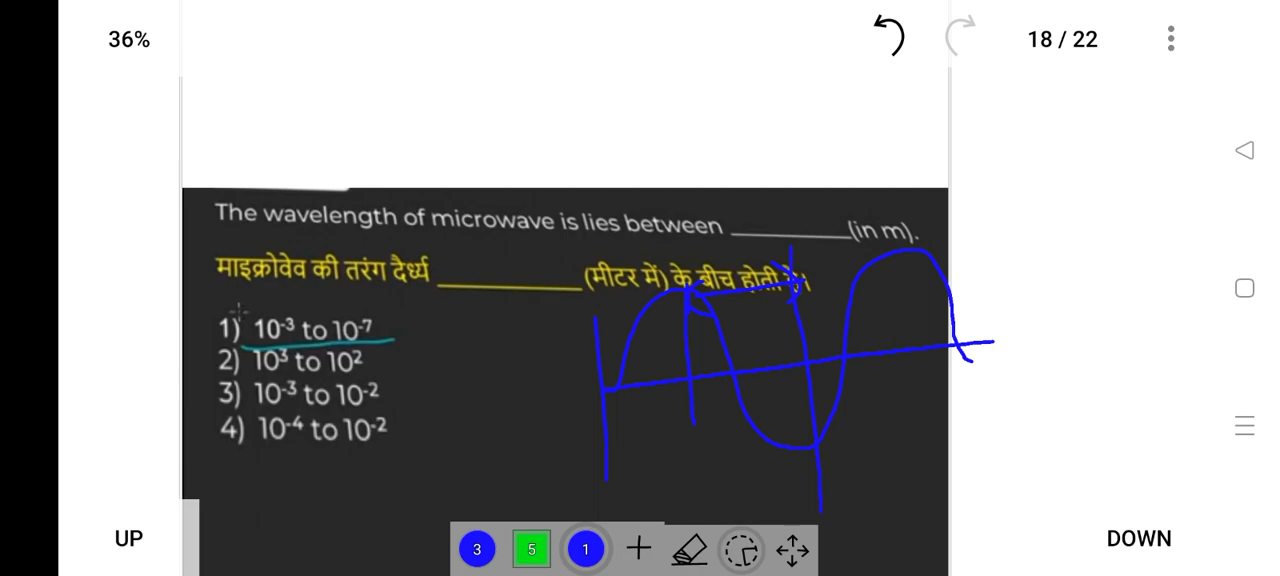 36%
18 / 22
The wavelength of microwave is lies between ________(in m).
माइक्रोवेव की तरंग दैर्ध्य __________(मीटर में) के बीच होती है।
1) 10⁻³ to 10⁻⁷
2) 10³ to 10²
3) 10⁻³ to 10⁻²
4) 10⁻⁴ to 10⁻²
UP
3 5 1
DOWN